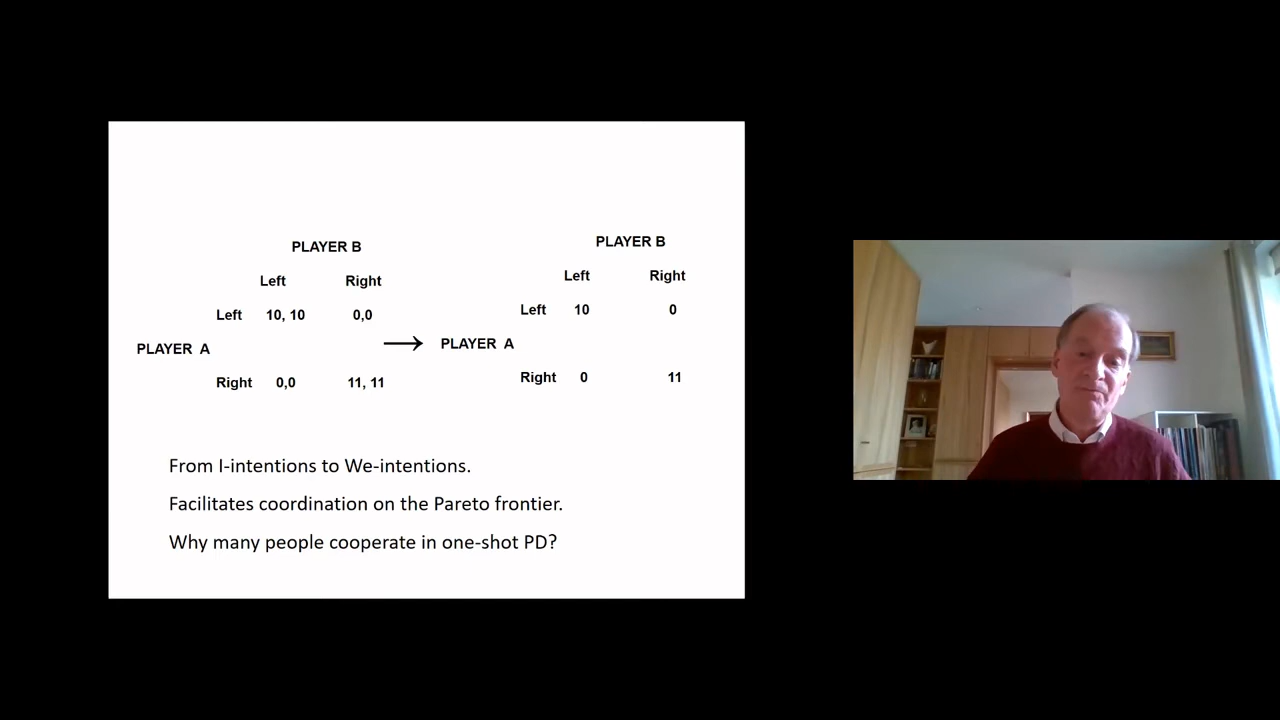 PLAYER B
Left Right
Left 10, 10 0,0
PLAYER A
Right 0,0 11, 11
→
PLAYER B
Left Right
Left 10 0
PLAYER A
Right 0 11
From I-intentions to We-intentions.
Facilitates coordination on the Pareto frontier.
Why many people cooperate in one-shot PD?